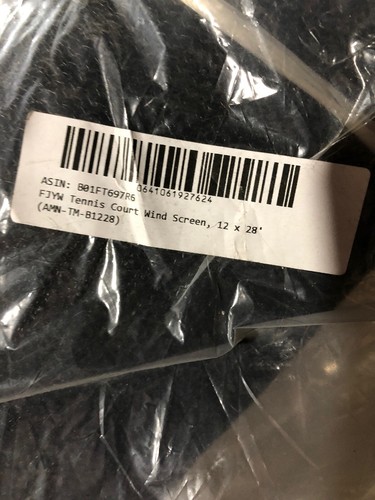 0641061927624
ASIN: B01FT697R6
FJYW Tennis Court Wind Screen, 12 x 28'
(AMN-TM-B1228)